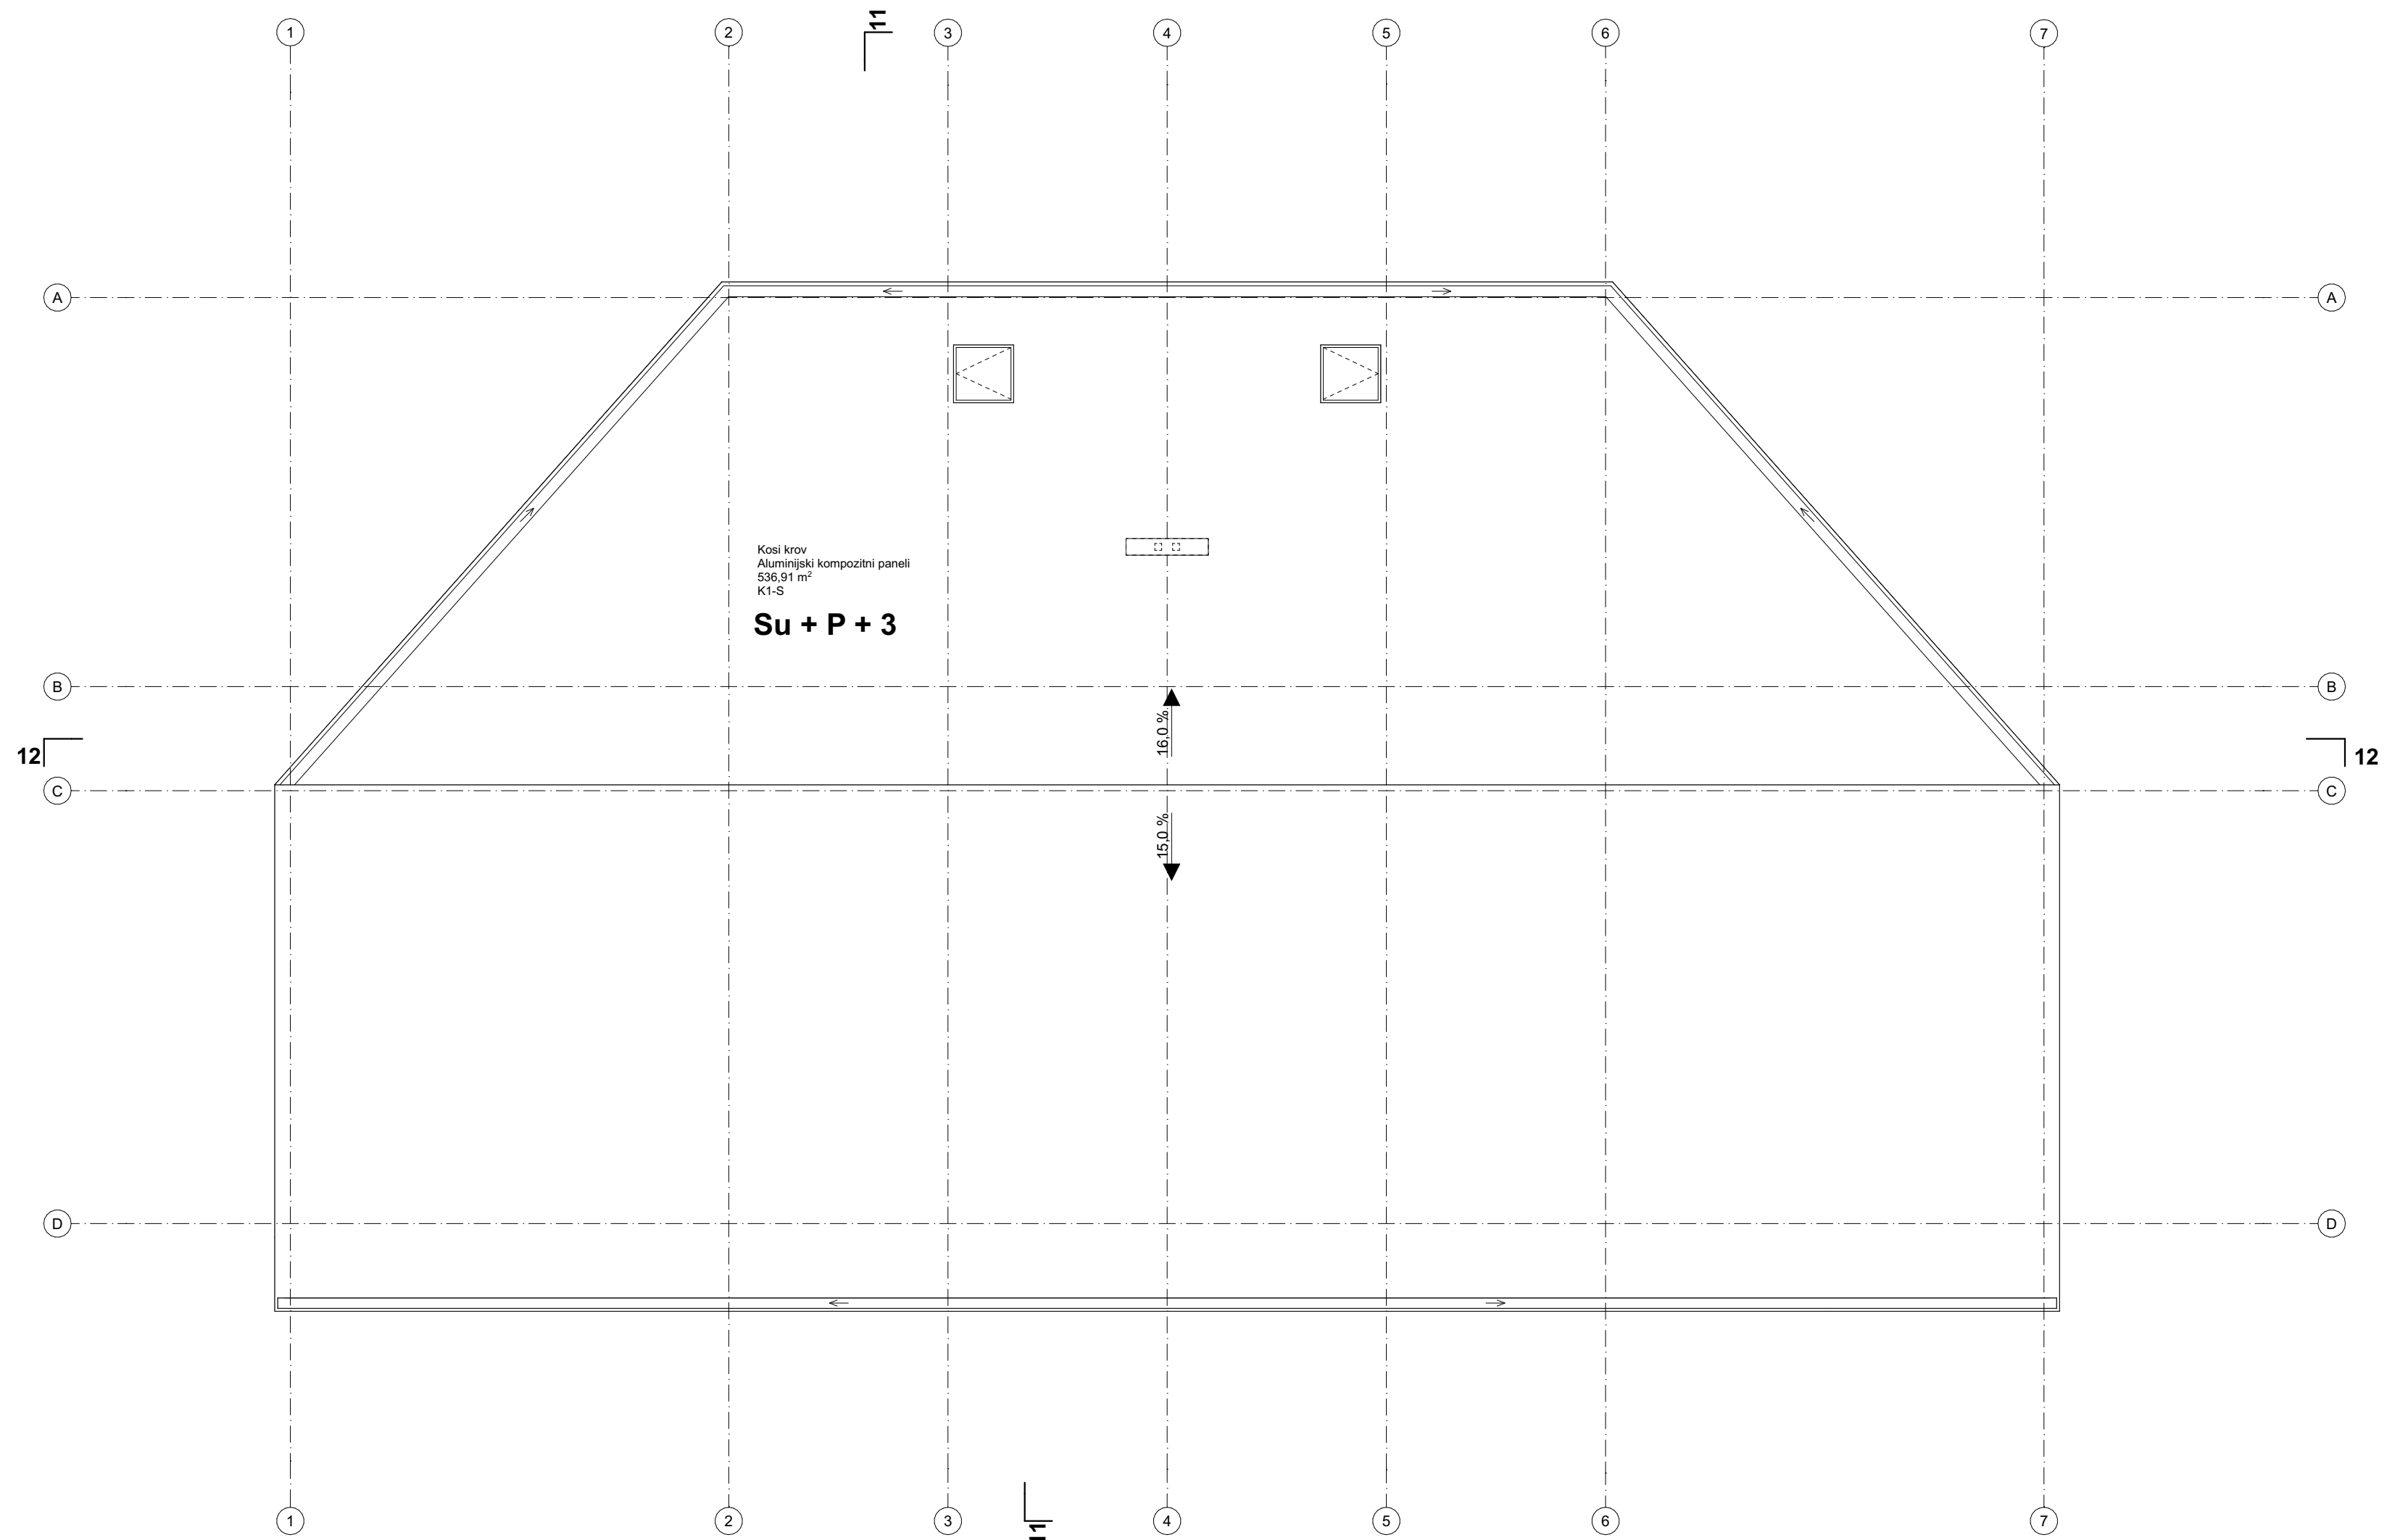 1
2
11
3
4
5
6
7
A
A
Kosi krov
Aluminijski kompozitni paneli
536,91 m²
K1-S
Su + P + 3
B
B
16,0 %
12
12
C
C
15,0 %
D
D
1
2
3
11
4
5
6
7